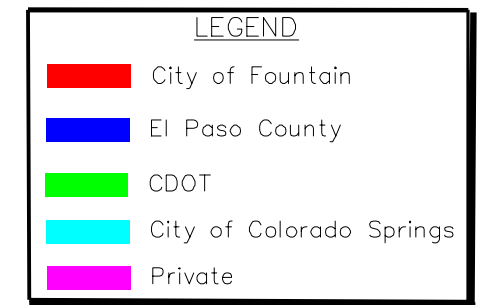 LEGEND
City of Fountain
El Paso County
CDOT
City of Colorado Springs
Private